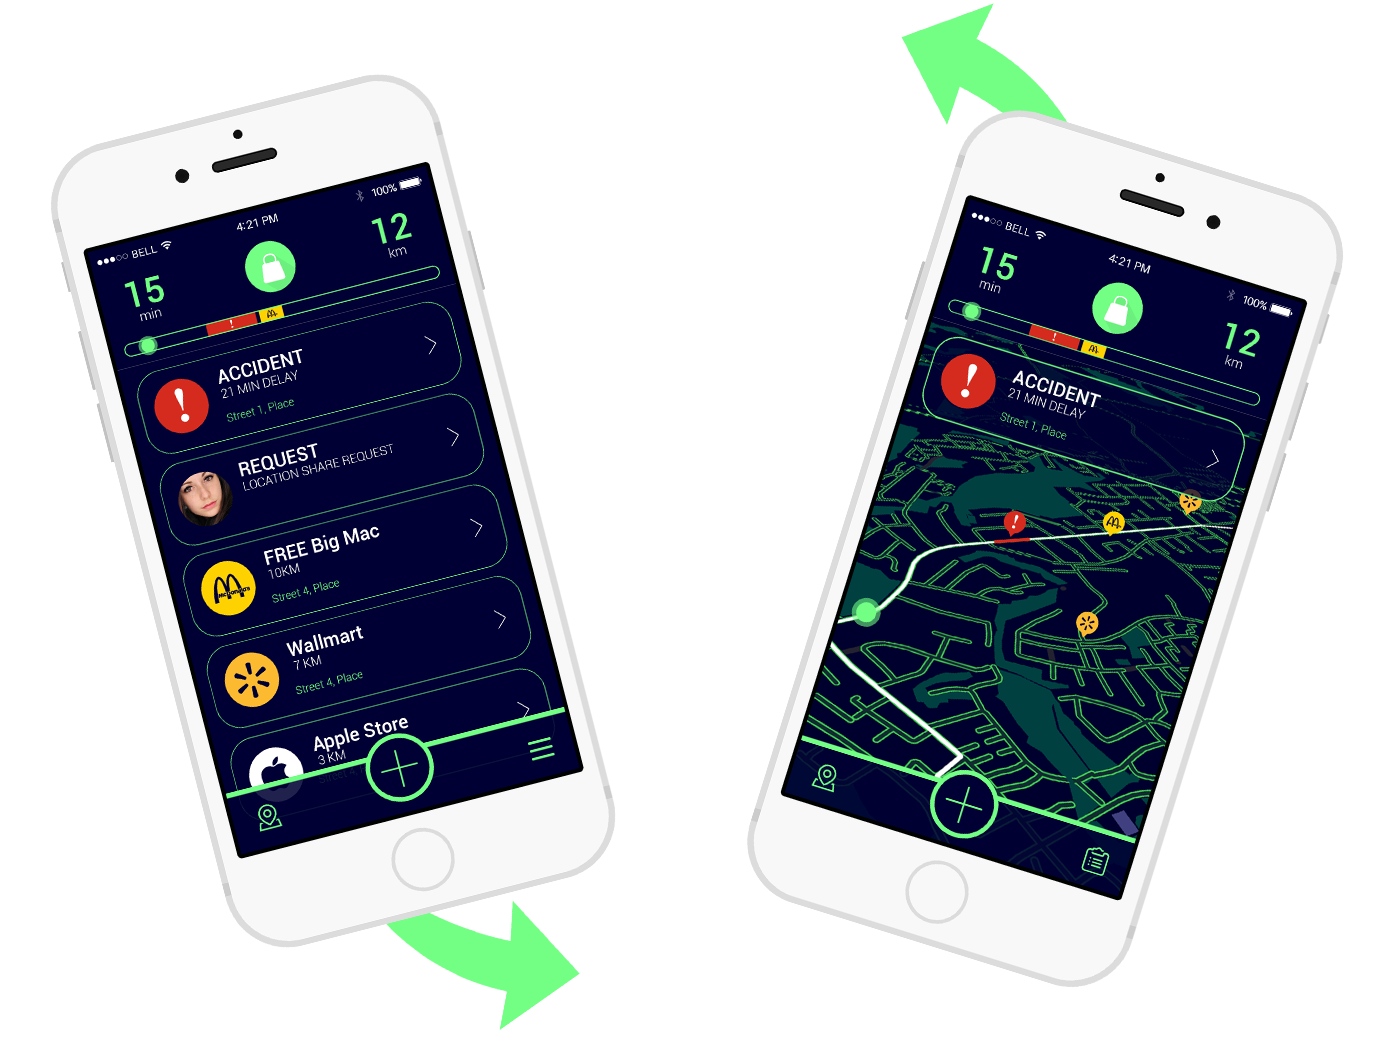 BELL
4:21 PM
100%
15
min
12
km
ACCIDENT
21 MIN DELAY
Street 1, Place
REQUEST
LOCATION SHARE REQUEST
FREE Big Mac
10KM
Street 4, Place
McDonald's
Wallmart
7 KM
Street 4, Place
Apple Store
3 KM
BELL
4:21 PM
100%
15
min
12
km
ACCIDENT
21 MIN DELAY
Street 1, Place